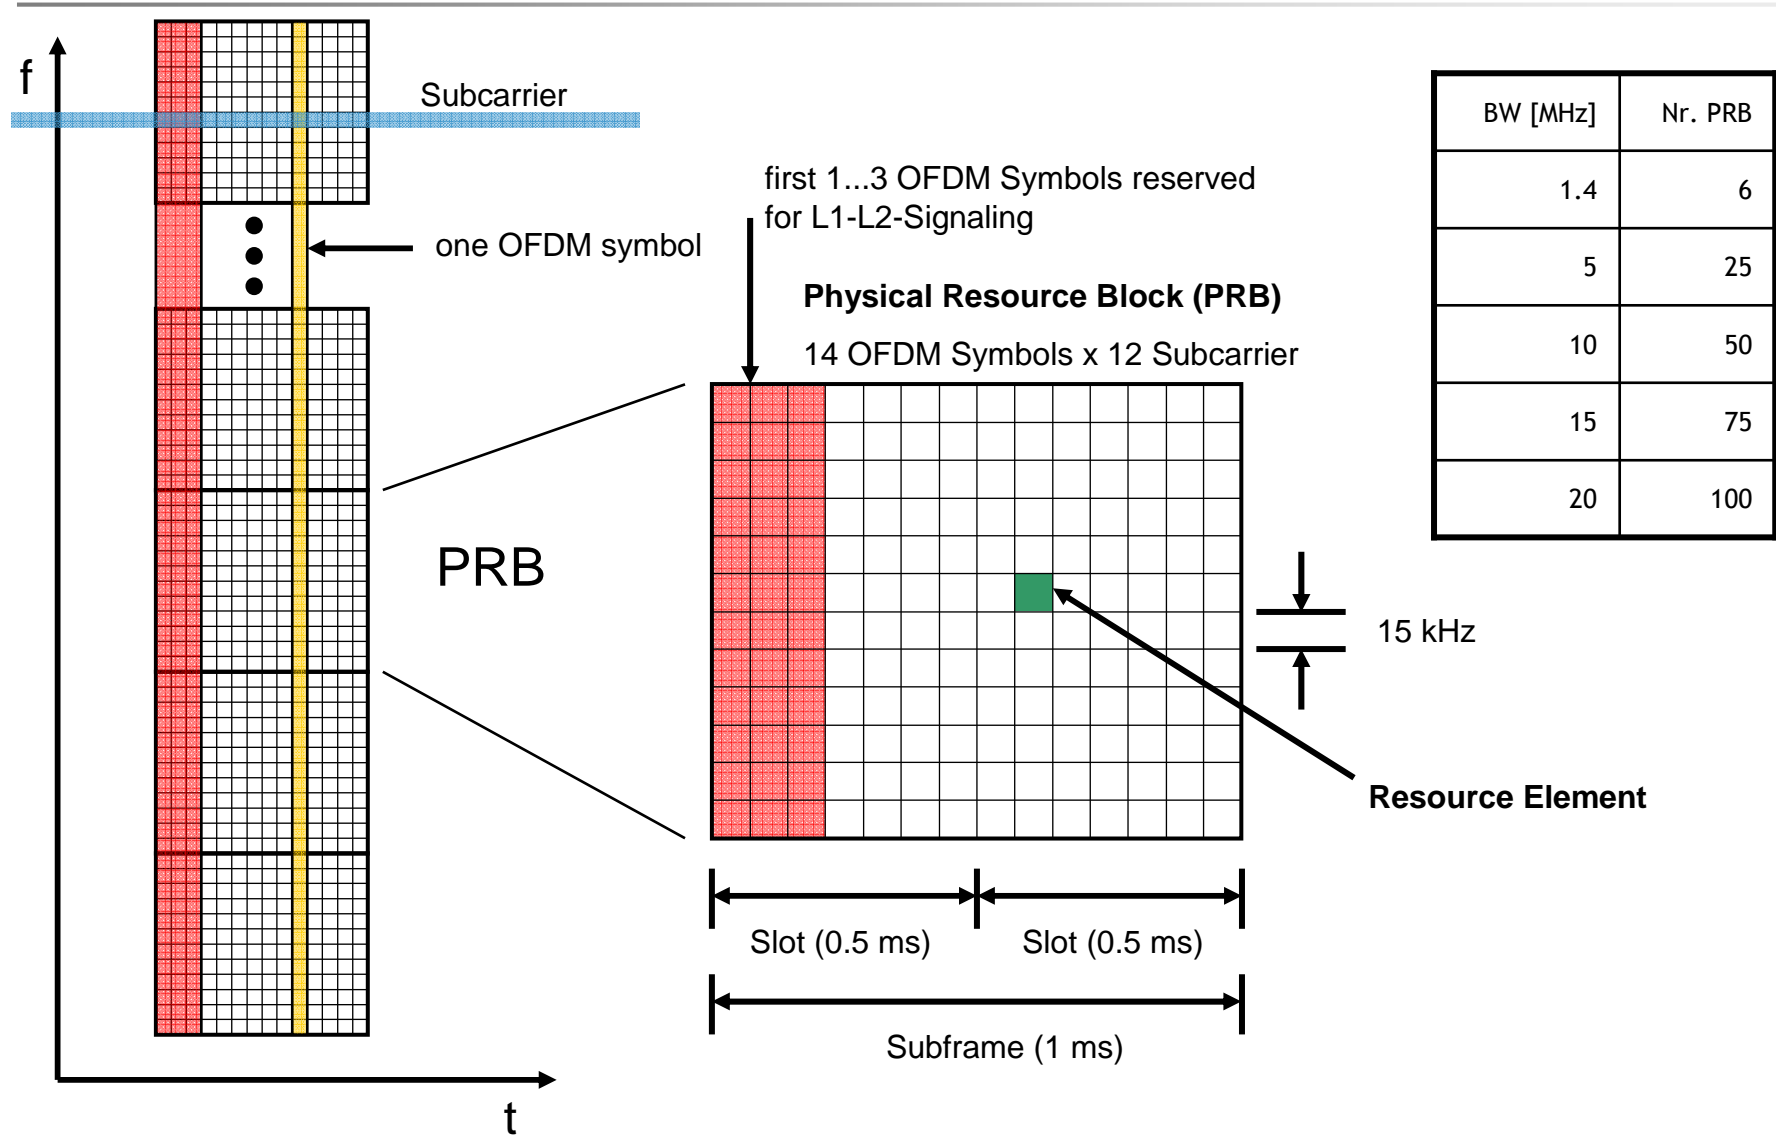 f
Subcarrier
one OFDM symbol
first 1...3 OFDM Symbols reserved
for L1-L2-Signaling
Physical Resource Block (PRB)
14 OFDM Symbols x 12 Subcarrier
PRB
15 kHz
Resource Element
Slot (0.5 ms) Slot (0.5 ms)
Subframe (1 ms)
t
BW [MHz] Nr. PRB
1.4 6
5 25
10 50
15 75
20 100